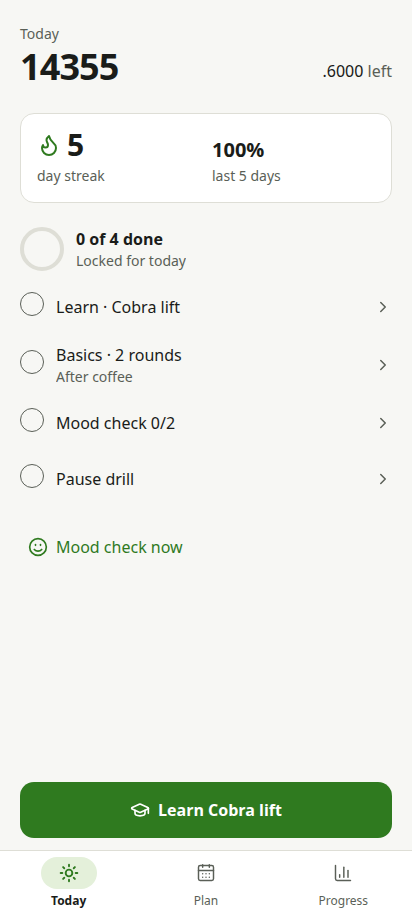 Today
14355
.6000 left
5
day streak
100%
last 5 days
0 of 4 done
Locked for today
Learn · Cobra lift
Basics · 2 rounds
After coffee
Mood check 0/2
Pause drill
Mood check now
Learn Cobra lift
Today
Plan
Progress